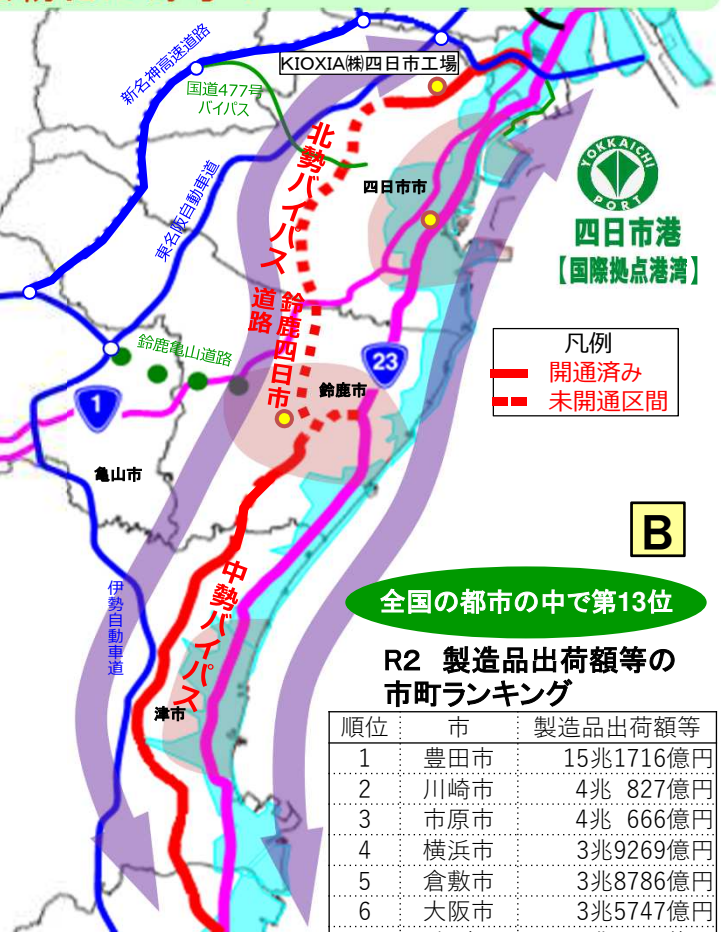 新名神高速道路
KIOXIA㈱四日市工場
国道477号
バイパス
北勢バイパス
東名阪自動車道
四日市市
YOKKAICHI
PORT
四日市港
【国際拠点港湾】
鈴鹿四日市
道路
鈴鹿亀山道路
23
凡例
開通済み
未開通区間
鈴鹿市
1
亀山市
B
中勢バイパス
伊勢自動車道
津市
全国の都市の中で第13位
R2 製造品出荷額等の
市町ランキング
順位 市 製造品出荷額等
1 豊田市 15兆1716億円
2 川崎市 4兆 827億円
3 市原市 4兆 666億円
4 横浜市 3兆9269億円
5 倉敷市 3兆8786億円
6 大阪市 3兆5747億円